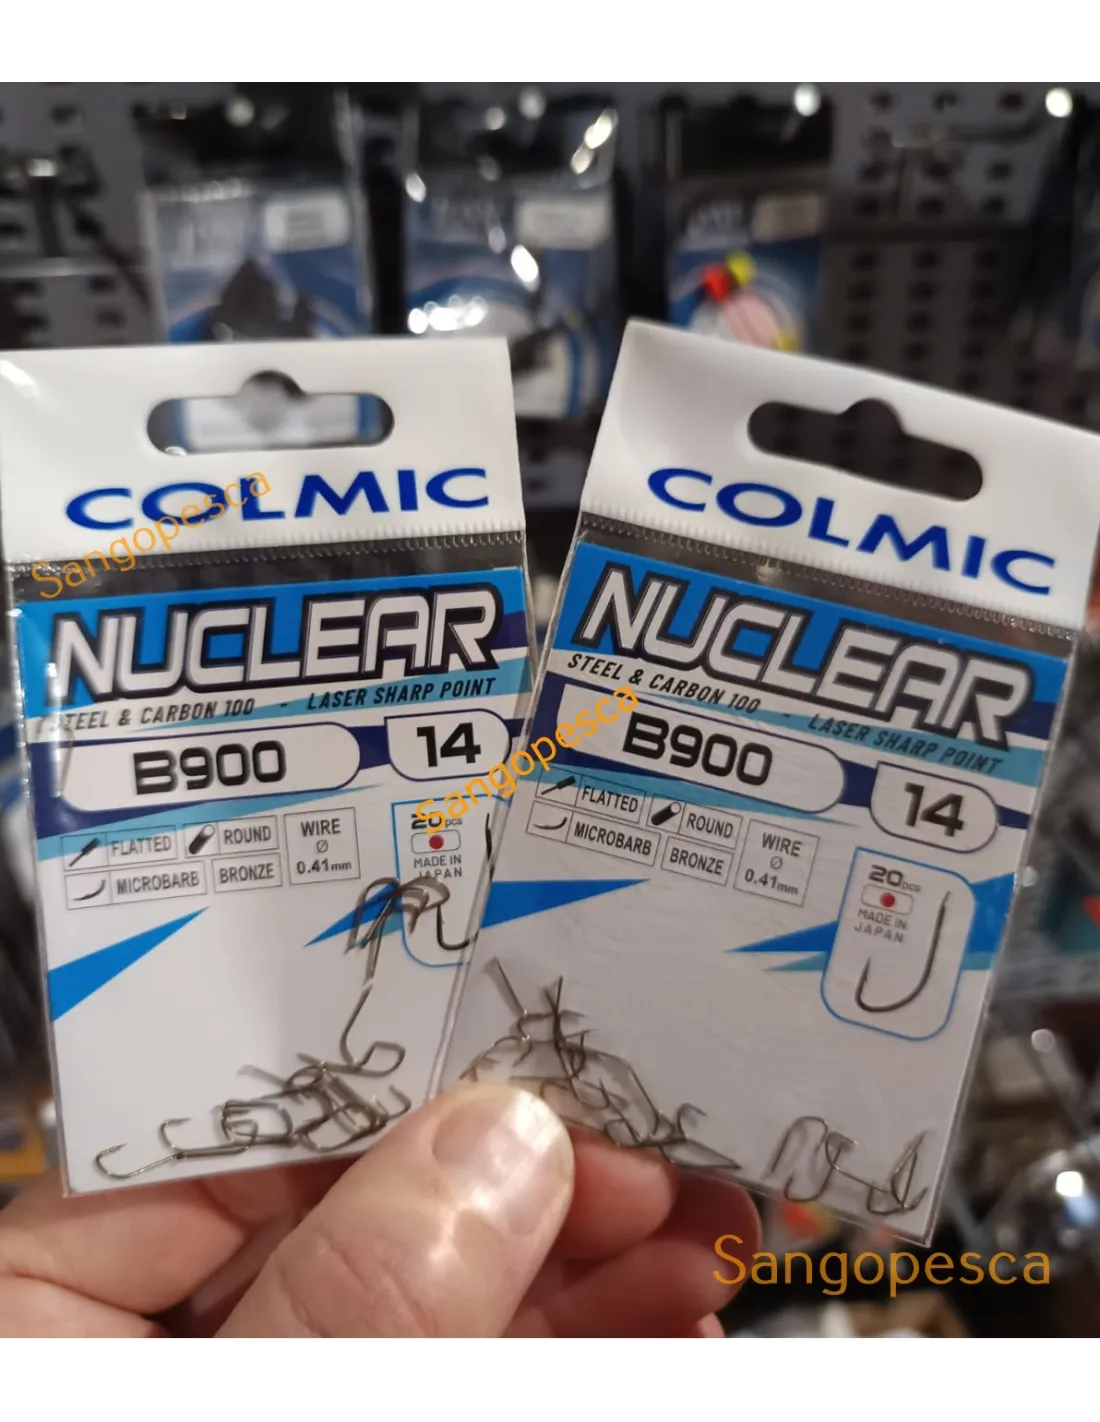 COLMIC
NUCLEAR
STEEL & CARBON 100 - LASER SHARP POINT
B900
14
FLATTED
ROUND
MICROBARB
BRONZE
WIRE
Ø
0.41mm
20pcs
MADE IN
JAPAN
COLMIC
NUCLEAR
STEEL & CARBON 100 - LASER SHARP POINT
B900
14
FLATTED
ROUND
MICROBARB
BRONZE
WIRE
Ø
0.41mm
20pcs
MADE IN
JAPAN
Sangopesca
Sangopesca
Sangopesca